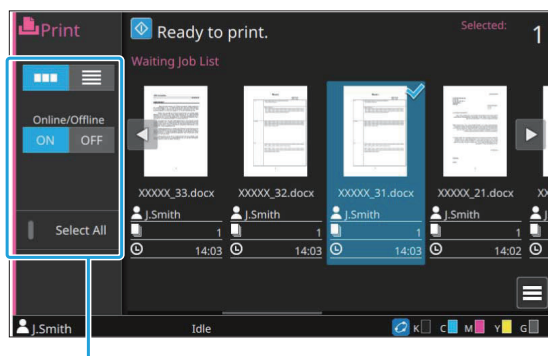 Print
Ready to print.
Selected:
1
Waiting Job List
Online/Offline
ON OFF
Select All
XXXXX_33.docx XXXXX_32.docx XXXXX_31.docx XXXXX_21.docx XX
J.Smith J.Smith J.Smith J.Smith J
1 1 1 1
14:03 14:03 14:03 14:02
J.Smith Idle K C M Y G